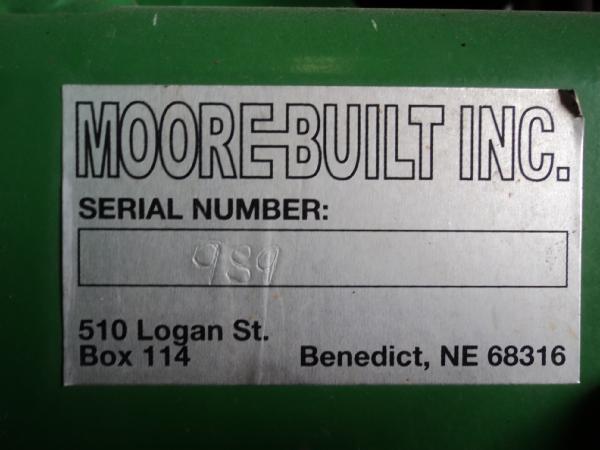 MOORE-BUILT INC.
SERIAL NUMBER:
989
510 Logan St.
Box 114 Benedict, NE 68316